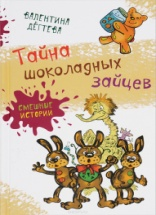 ВАЛЕНТИНА
ДЁГТЕВА
Тайна
шоколадных
зайцев
СМЕШНЫЕ
ИСТОРИИ